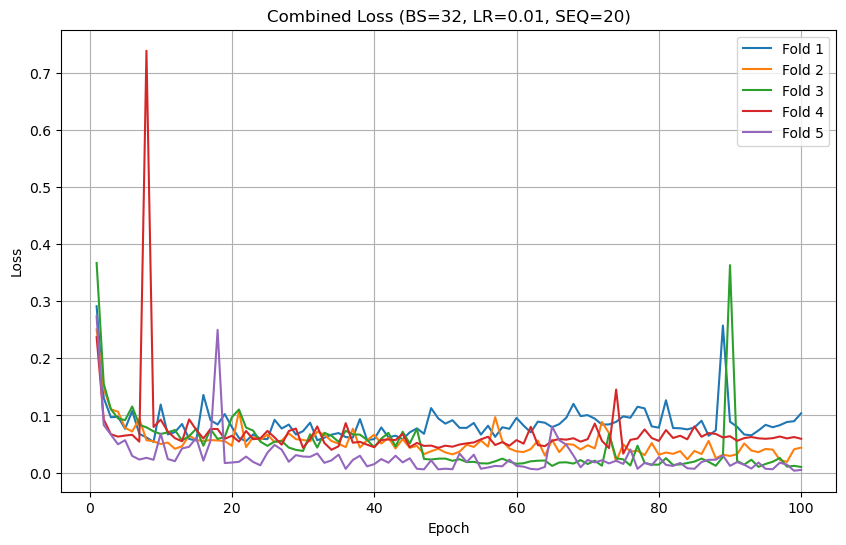 Combined Loss (BS=32, LR=0.01, SEQ=20)
Fold 1
Fold 2
Fold 3
Fold 4
Fold 5
Loss
0.7
0.6
0.5
0.4
0.3
0.2
0.1
0.0
0 20 40 60 80 100
Epoch